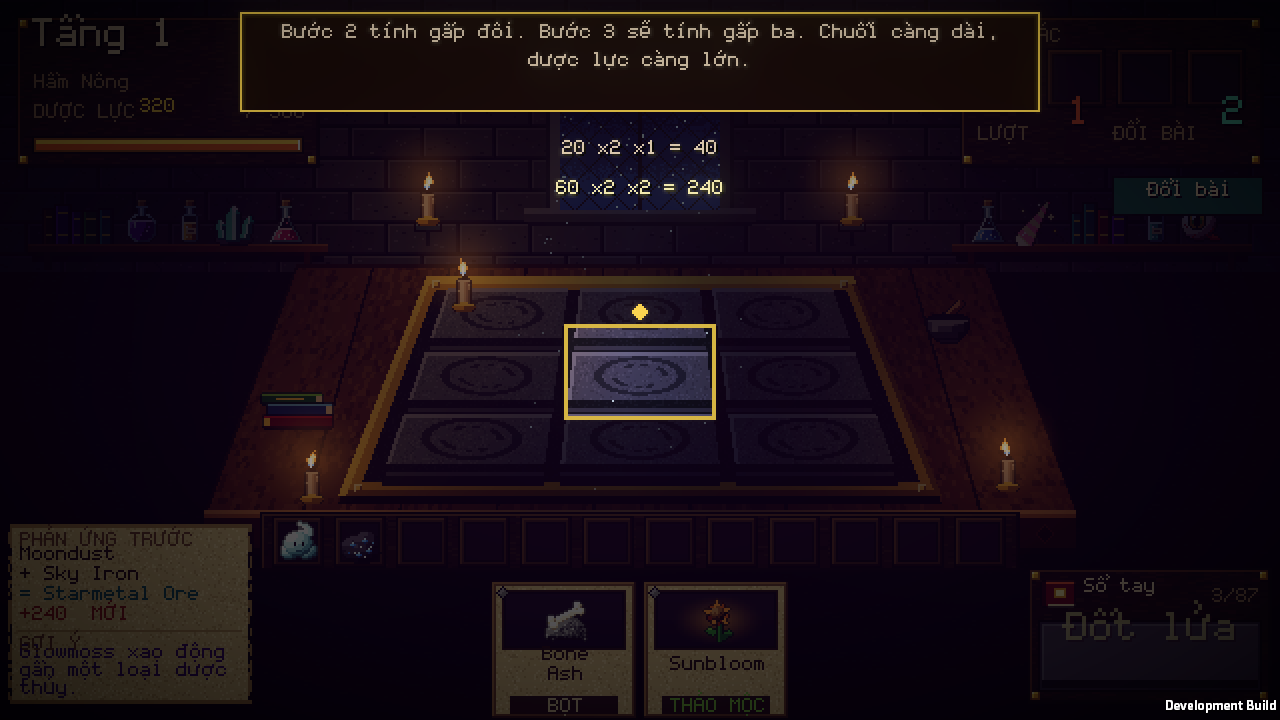 Bước 2 tính gấp đôi. Bước 3 sẽ tính gấp ba. Chuỗi càng dài,
dược lực càng lớn.
Tầng 1
Hầm Nông
DƯỢC LỰC 320
1
2
LƯỢT
ĐỔI BÀI
Đổi bài
20 x2 x1 = 40
60 x2 x2 = 240
PHẢN ỨNG TRƯỚC
Moondust
+ Sky Iron
= Starmetal Ore
+240 MỚI
GỢI Ý
Glowmoss xao động
gần một loại dược
thủy.
Bone
Ash
BỘT
Sunbloom
THẢO MỘC
Sổ tay
3/87
Đốt lửa
Development Build